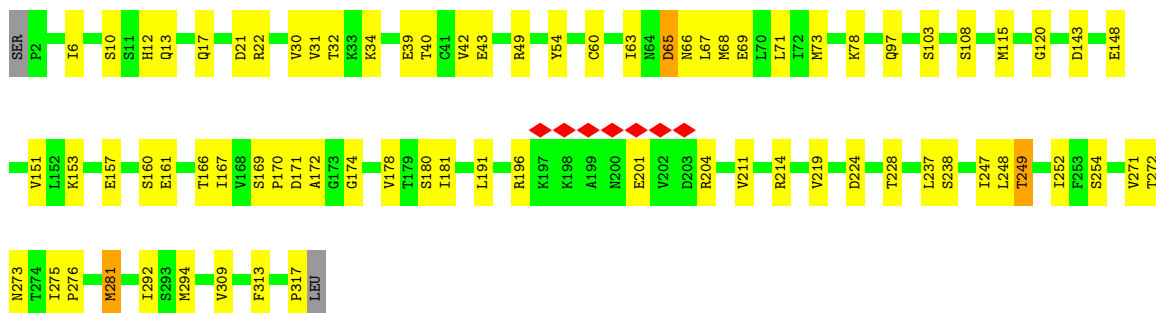 SER P2 I6 S10 S11 H12 Q13 Q17 D21 R22 V30 V31 T32 K33 K34 E39 T40 C41 V42 E43 R49 Y54 C60 I63 N64 D65 N66 L67 M68 E69 L70 L71 I72 M73 K78 Q97 S103 S108 M115 G120 D143 E148
V151 L152 K153 E157 S160 E161 T166 I167 V168 S169 P170 D171 A172 G173 G174 V178 T179 S180 I181 L191 R196 K197 K198 A199 N200 E201 V202 D203 R204 V211 R214 V219 D224 T228 L237 S238 I247 L248 T249 I252 F253 S254 V271 T272
N273 T274 I275 P276 M281 I292 S293 M294 V309 F313 P317 LEU